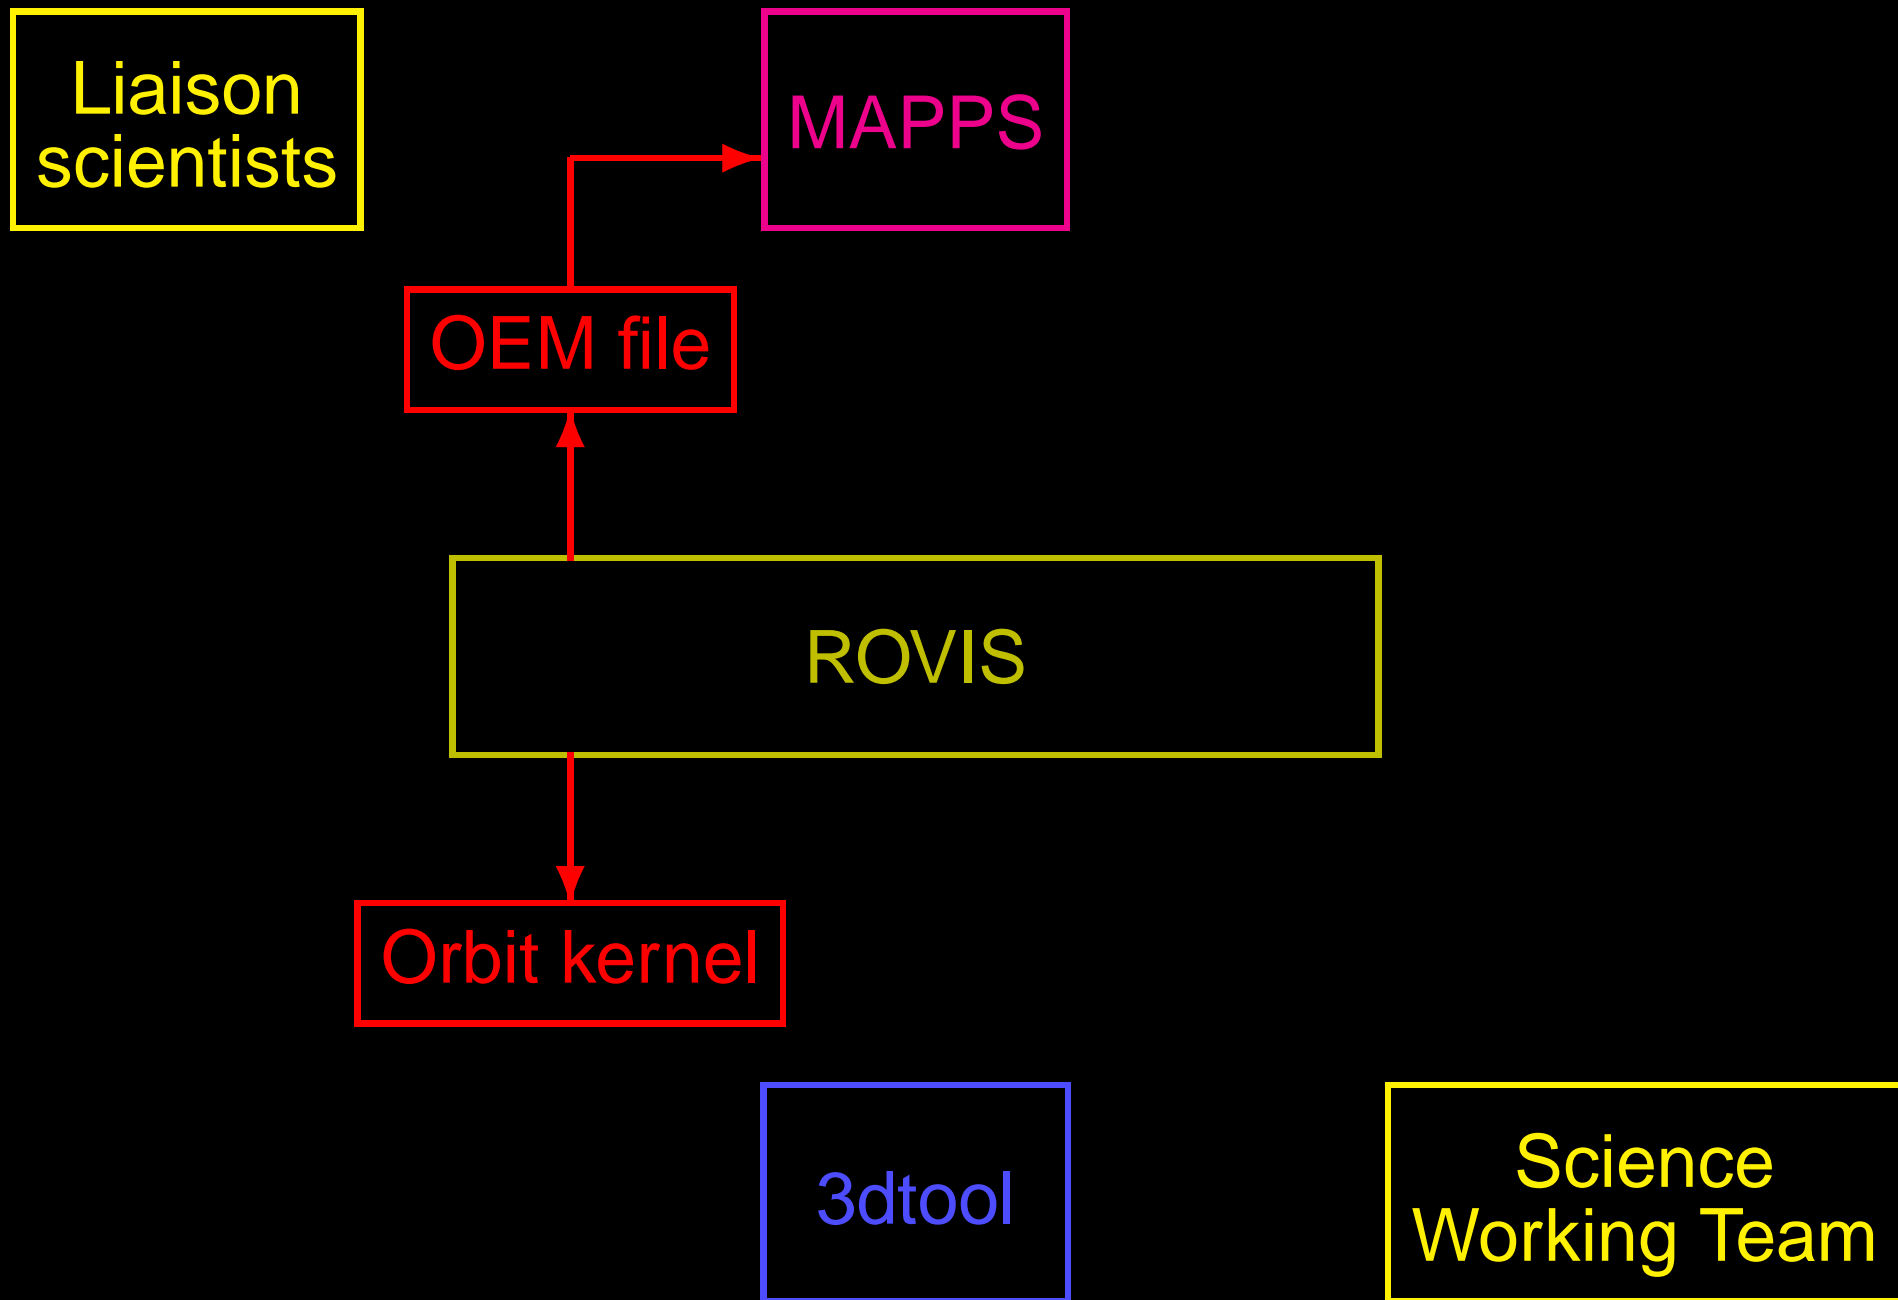 Liaison
scientists
MAPPS
OEM file
ROVIS
Orbit kernel
3dtool
Science
Working Team